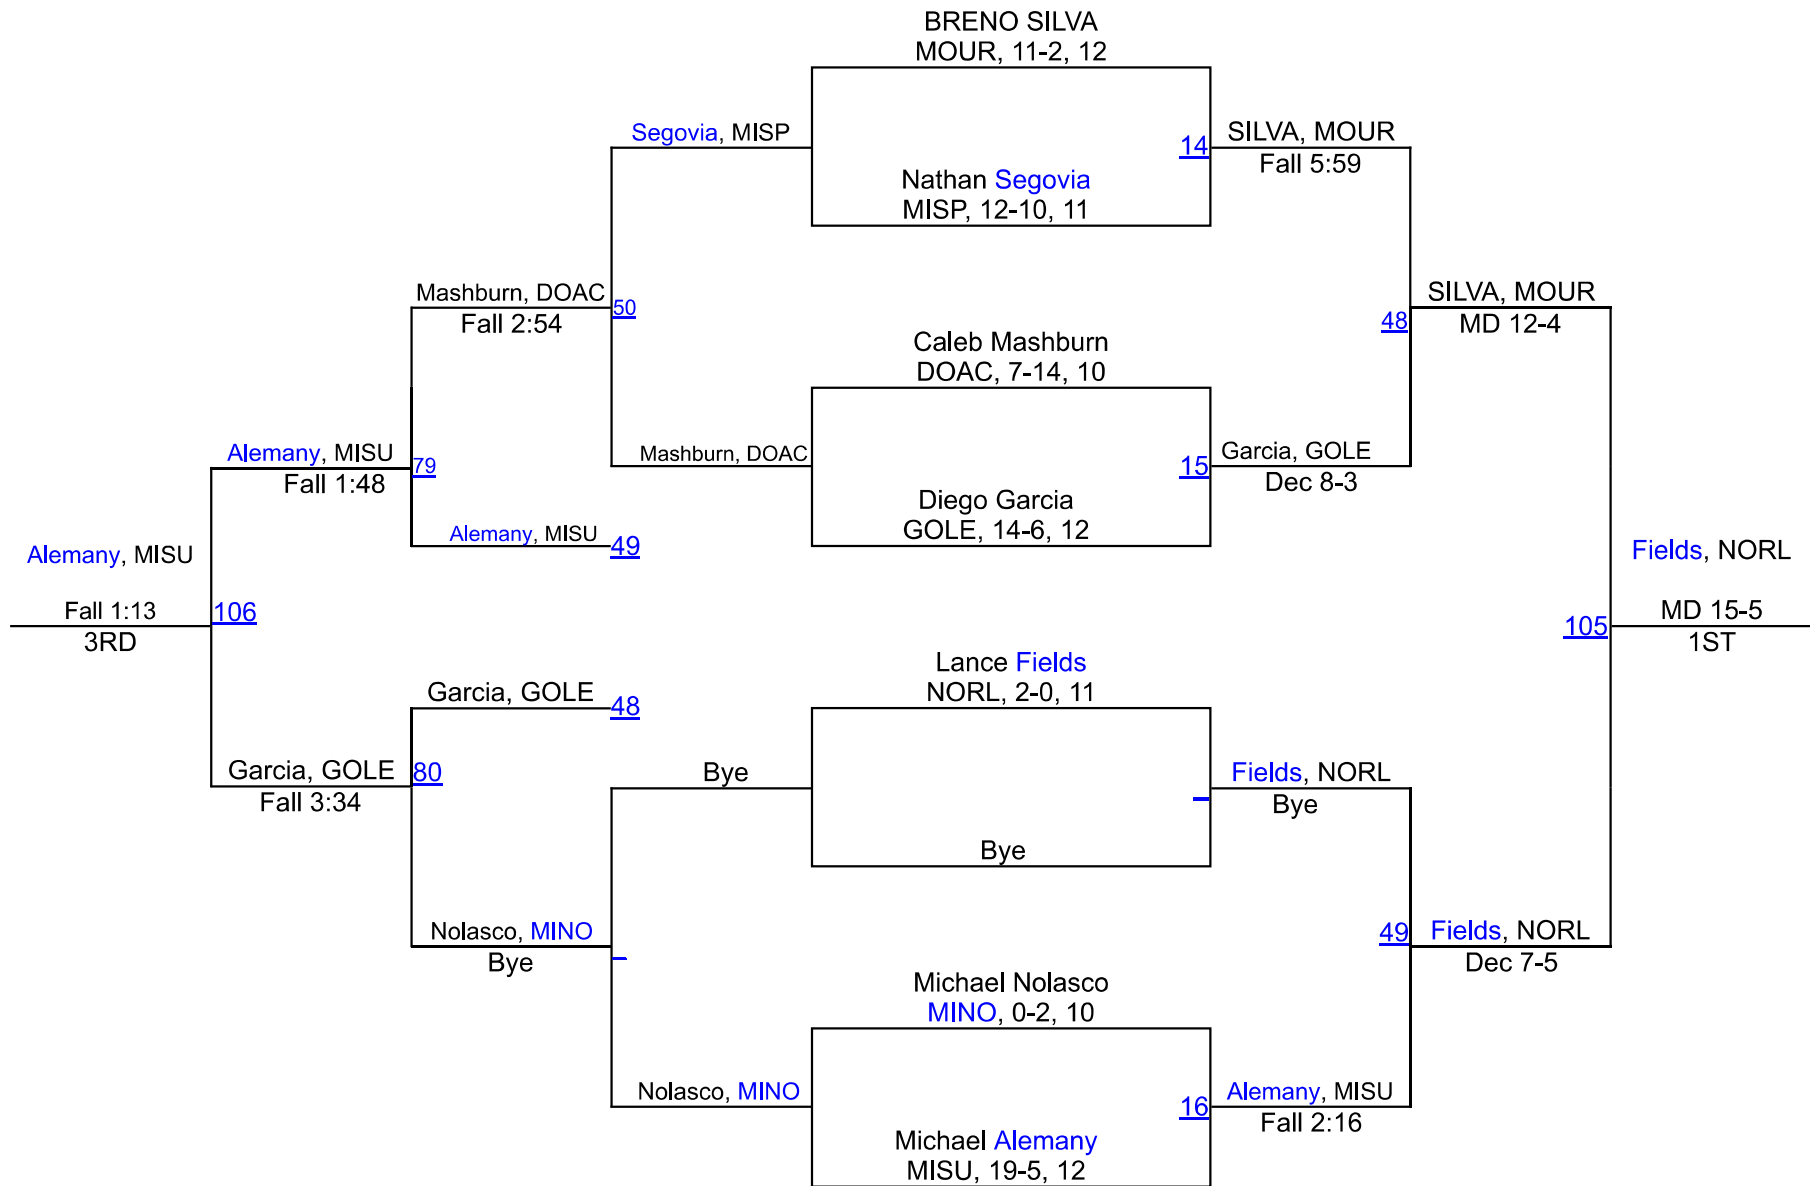 BRENO SILVA
MOUR, 11-2, 12
Segovia, MISP
14
SILVA, MOUR
Fall 5:59
Nathan Segovia
MISP, 12-10, 11
Mashburn, DOAC
Fall 2:54
50
SILVA, MOUR
MD 12-4
48
Caleb Mashburn
DOAC, 7-14, 10
Alemany, MISU
Fall 1:48
79
Mashburn, DOAC
15
Garcia, GOLE
Dec 8-3
Diego Garcia
GOLE, 14-6, 12
Alemany, MISU
49
Alemany, MISU
Fall 1:13
3RD
106
Fields, NORL
MD 15-5
1ST
105
Lance Fields
NORL, 2-0, 11
Garcia, GOLE
48
Garcia, GOLE
Fall 3:34
80
Bye
Fields, NORL
Bye
Bye
Nolasco, MINO
Bye
49
Fields, NORL
Dec 7-5
Michael Nolasco
MINO, 0-2, 10
Nolasco, MINO
16
Alemany, MISU
Fall 2:16
Michael Alemany
MISU, 19-5, 12